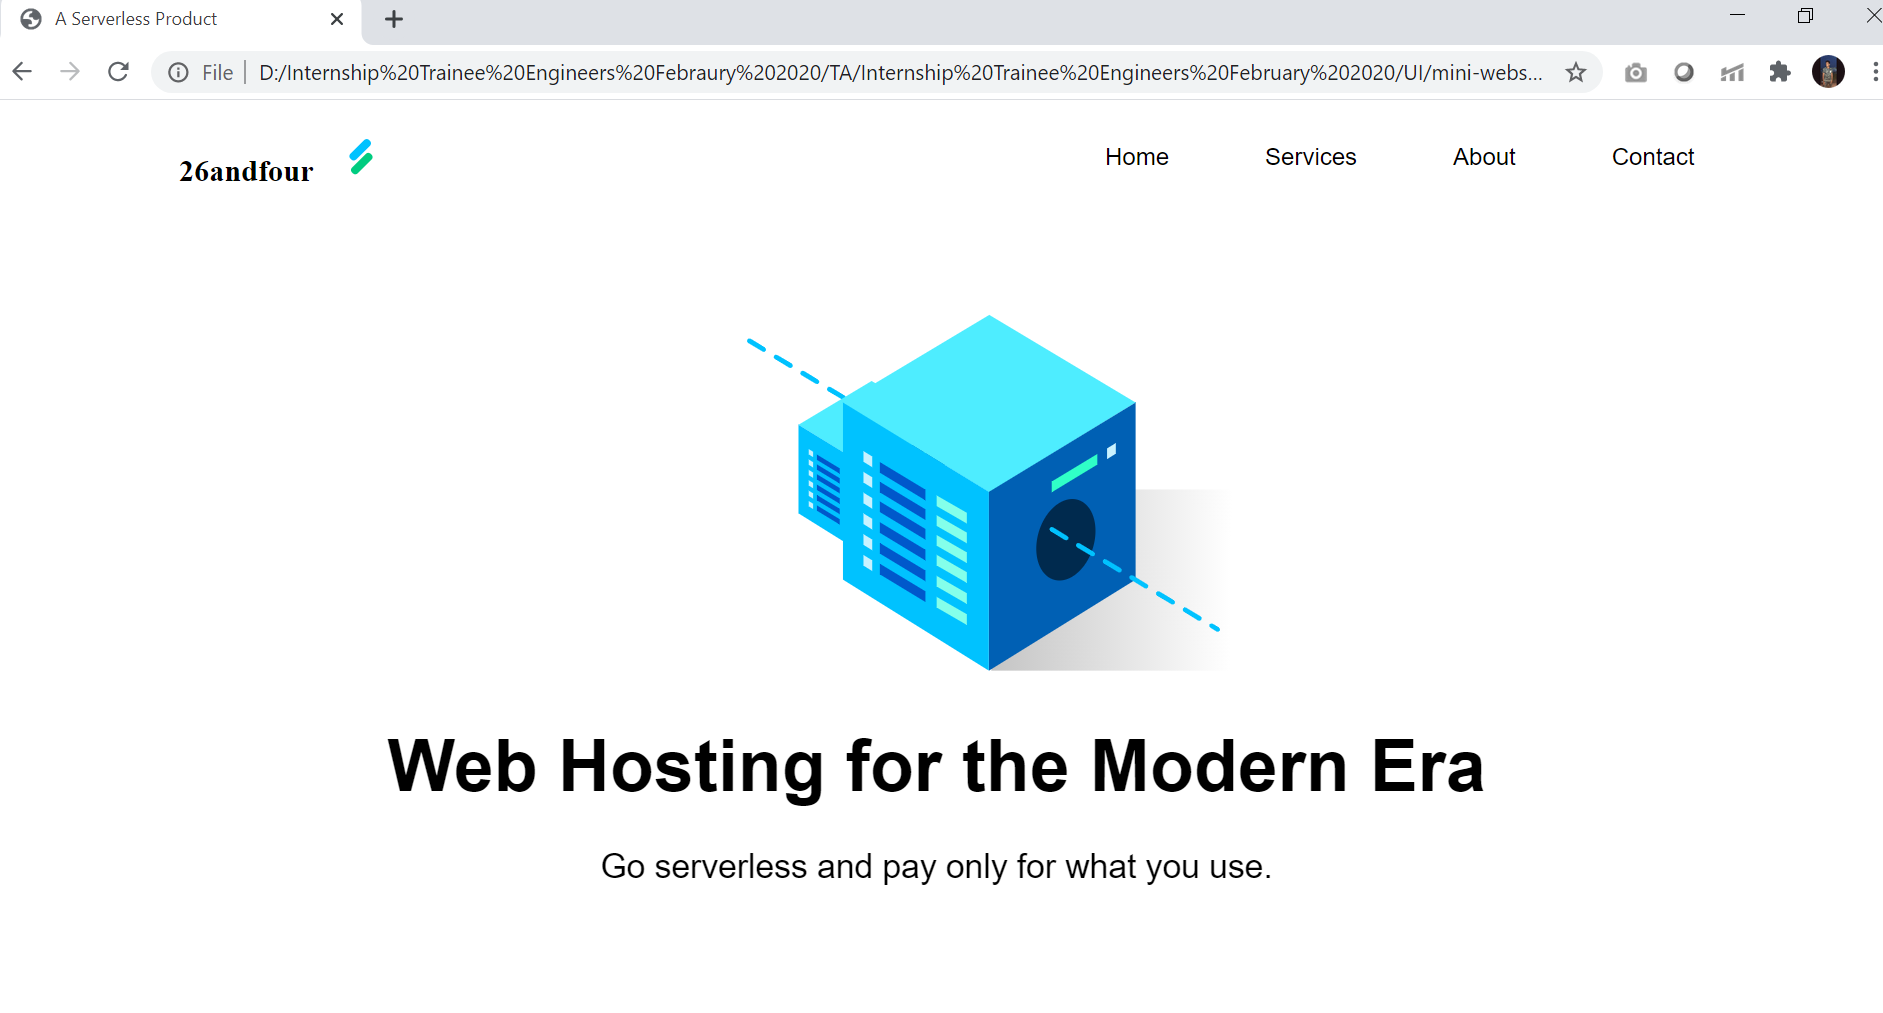 A Serverless Product
File | D:/Internship%20Trainee%20Engineers%20Febraury%202020/TA/Internship%20Trainee%20Engineers%20February%202020/UI/mini-webs...
26andfour Home Services About Contact
Web Hosting for the Modern Era
Go serverless and pay only for what you use.